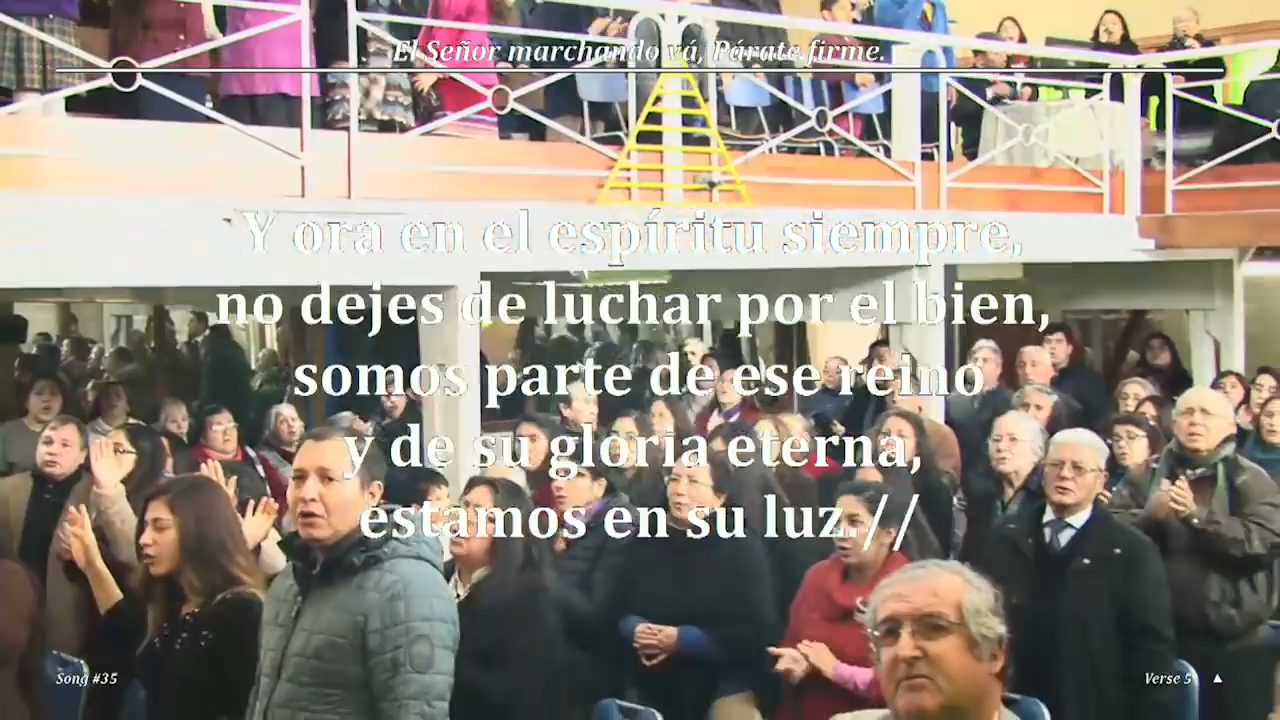 El Señor marchando vá, Párate firme.
Y ora en el espíritu siempre,
no dejes de luchar por el bien,
somos parte de ese reino
y de su gloria eterna,
estamos en su luz.//
Song #35
Verse 5 ▲